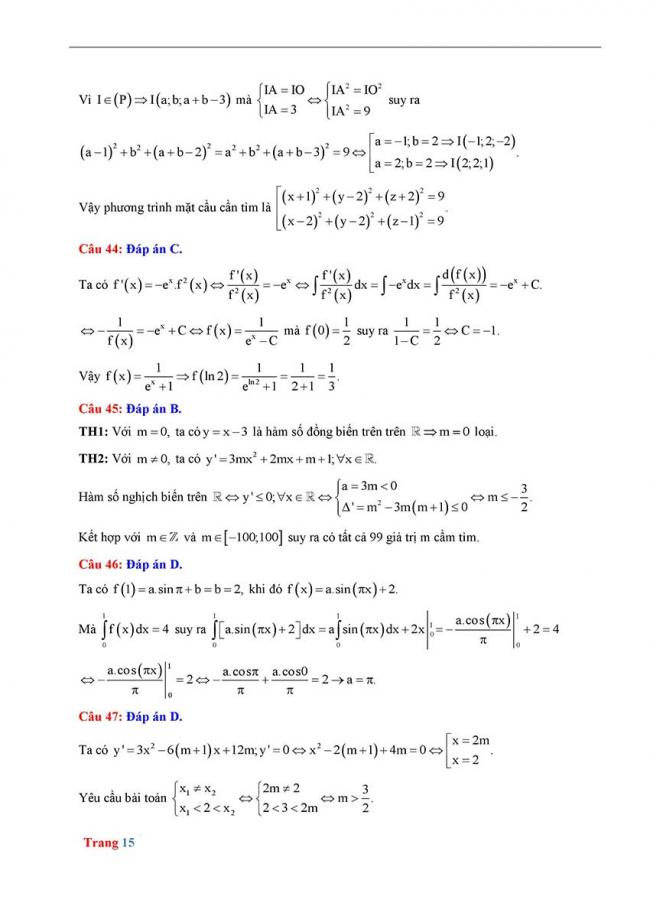 Vì I∈(P)⇒I(a;b;a+b−3) mà {IA = IO; IA = 3 ⇔ {IA² = IO²; IA² = 9 suy ra
(a−1)²+b²+(a+b−2)² = a²+b²+(a+b−3)² = 9 ⇔ [a = −1; b = 2 ⇒ I(−1;2;−2); a = 2; b = 2 ⇒ I(2;2;1).
Vậy phương trình mặt cầu cần tìm là [(x+1)²+(y−2)²+(z+2)² = 9; (x−2)²+(y−2)²+(z−1)² = 9.
Câu 44: Đáp án C.
Ta có f'(x) = −eˣ.f²(x) ⇔ f'(x)/f²(x) = −eˣ ⇔ ∫f'(x)/f²(x) dx = ∫−eˣdx = ∫d(f(x))/f²(x) = −eˣ + C.
⇔ −1/f(x) = −eˣ + C ⇔ f(x) = 1/(eˣ − C) mà f(0) = 1/2 suy ra 1/(1−C) = 1/2 ⇔ C = −1.
Vậy f(x) = 1/(eˣ+1) ⇒ f(ln2) = 1/(e^ln2 + 1) = 1/(2+1) = 1/3.
Câu 45: Đáp án B.
TH1: Với m = 0, ta có y = x − 3 là hàm số đồng biến trên trên ℝ ⇒ m = 0 loại.
TH2: Với m ≠ 0, ta có y' = 3mx² + 2mx + m + 1; ∀x∈ℝ.
Hàm số nghịch biến trên ℝ ⇔ y' ≤ 0; ∀x∈ℝ ⇔ {a = 3m < 0; Δ' = m² − 3m(m+1) ≤ 0 ⇔ m ≤ −3/2.
Kết hợp với m∈ℤ và m∈[−100;100] suy ra có tất cả 99 giá trị m cầm tìm.
Câu 46: Đáp án D.
Ta có f(1) = a.sin π + b = b = 2, khi đó f(x) = a.sin(πx) + 2.
Mà ∫₀¹f(x)dx = 4 suy ra ∫₀¹[a.sin(πx)+2]dx = a∫₀¹sin(πx)dx + 2x|₀¹ = −a.cos(πx)/π|₀¹ + 2 = 4
⇔ −a.cos(πx)/π|₀¹ = 2 ⇔ −a.cosπ/π + a.cos0/π = 2 → a = π.
Câu 47: Đáp án D.
Ta có y' = 3x² − 6(m+1)x + 12m; y' = 0 ⇔ x² − 2(m+1) + 4m = 0 ⇔ [x = 2m; x = 2.
Yêu cầu bài toán {x₁ ≠ x₂; x₁ < 2 < x₂ ⇔ {2m ≠ 2; 2 < 3 < 2m ⇔ m > 3/2.
Trang 15